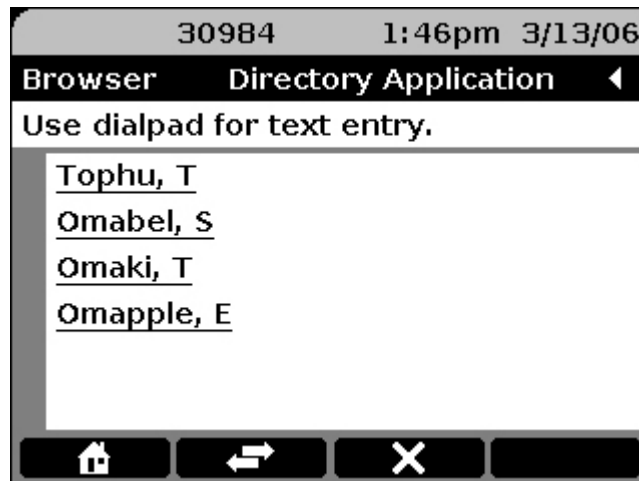 30984 1:46pm 3/13/06
Browser Directory Application
Use dialpad for text entry.
Tophu, T
Omabel, S
Omaki, T
Omapple, E